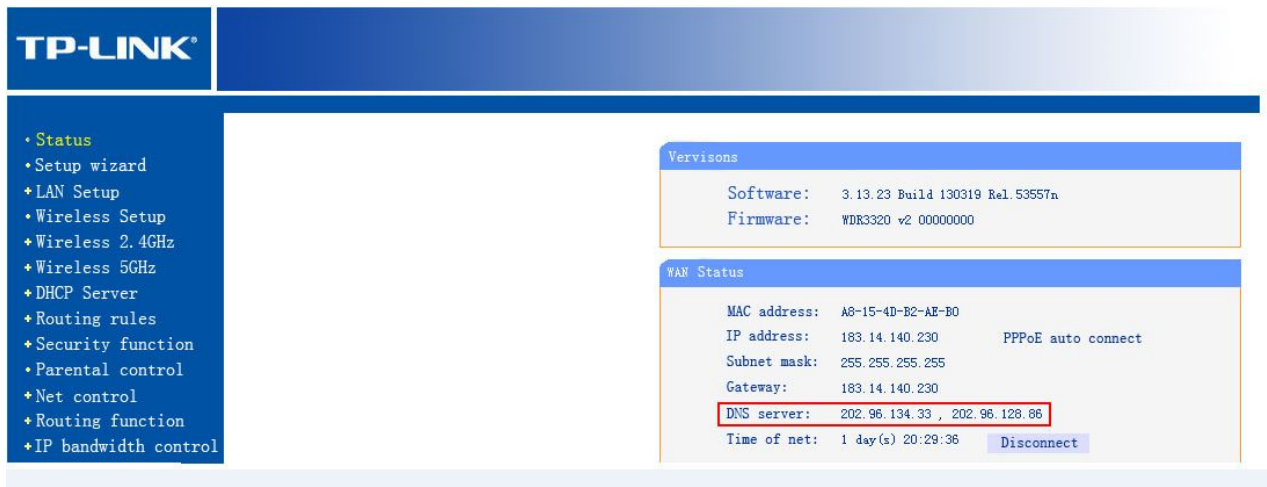 TP-LINK®
Status
Setup wizard
LAN Setup
Wireless Setup
Wireless 2.4GHz
Wireless 5GHz
DHCP Server
Routing rules
Security function
Parental control
Net control
Routing function
IP bandwidth control
Vervisons
Software: 3.13.23 Build 130319 Rel.53557n
Firmware: WDR3320 v2 00000000
WAN Status
MAC address: A8-15-4D-B2-AE-B0
IP address: 183.14.140.230 PPPoE auto connect
Subnet mask: 255.255.255.255
Gateway: 183.14.140.230
DNS server: 202.96.134.33 , 202.96.128.86
Time of net: 1 day(s) 20:29:36 Disconnect